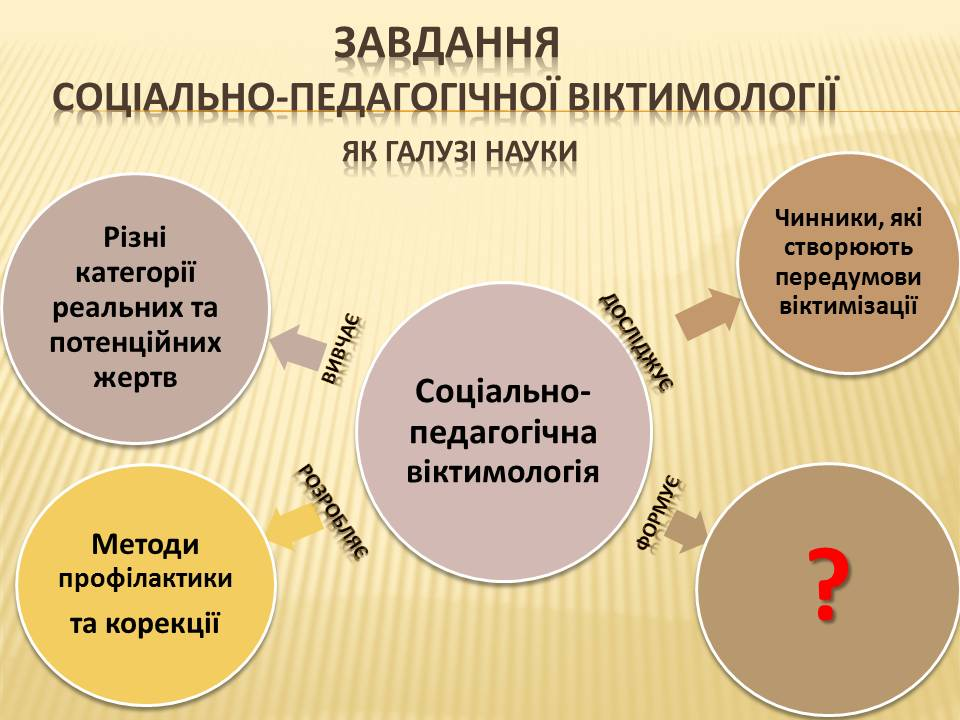 ЗАВДАННЯ
СОЦІАЛЬНО-ПЕДАГОГІЧНОЇ ВІКТИМОЛОГІЇ
ЯК ГАЛУЗІ НАУКИ
Різні
категорії
реальних та
потенційних
жертв
ВИВЧАЄ
Соціально-
педагогічна
віктимологія
ДОСЛІДЖУЄ
Чинники, які
створюють
передумови
віктимізації
Методи
профілактики
та корекції
РОЗРОБЛЯЄ
ФОРМУЄ
?